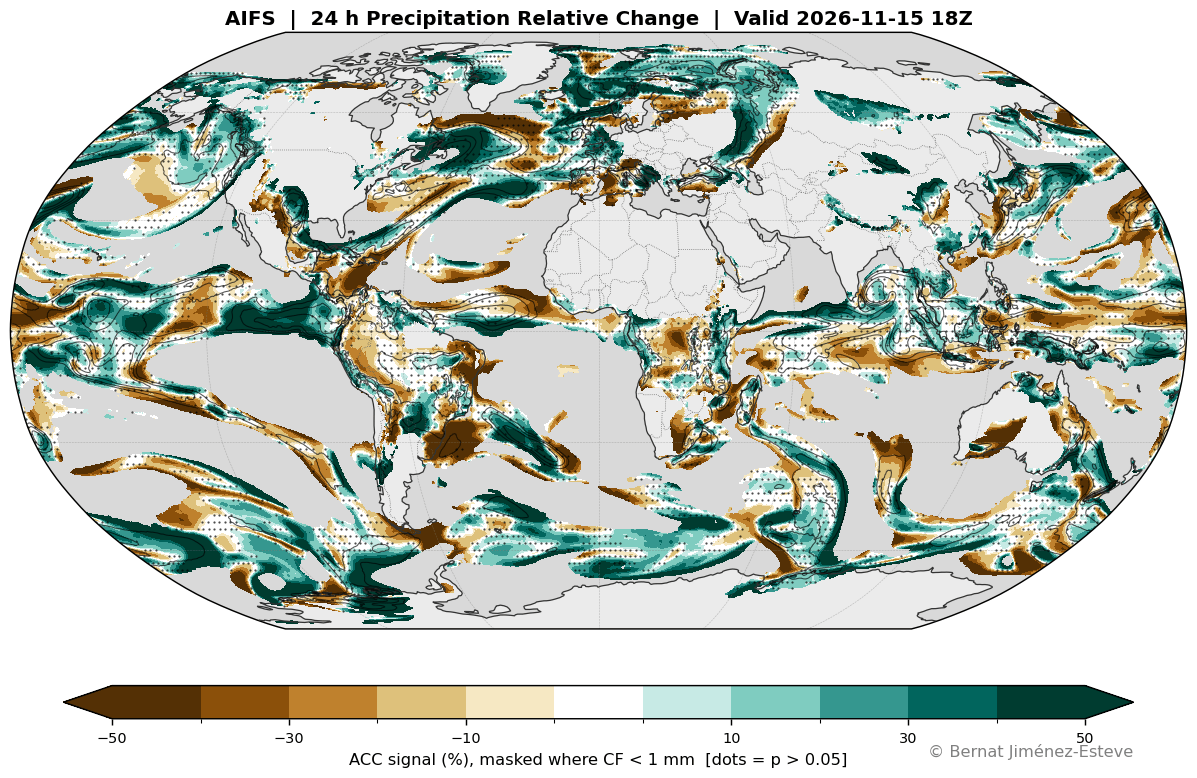 AIFS | 24 h Precipitation Relative Change | Valid 2026-11-15 18Z
−50 −30 −10 10 30 50
© Bernat Jiménez-Esteve
ACC signal (%), masked where CF < 1 mm [dots = p > 0.05]